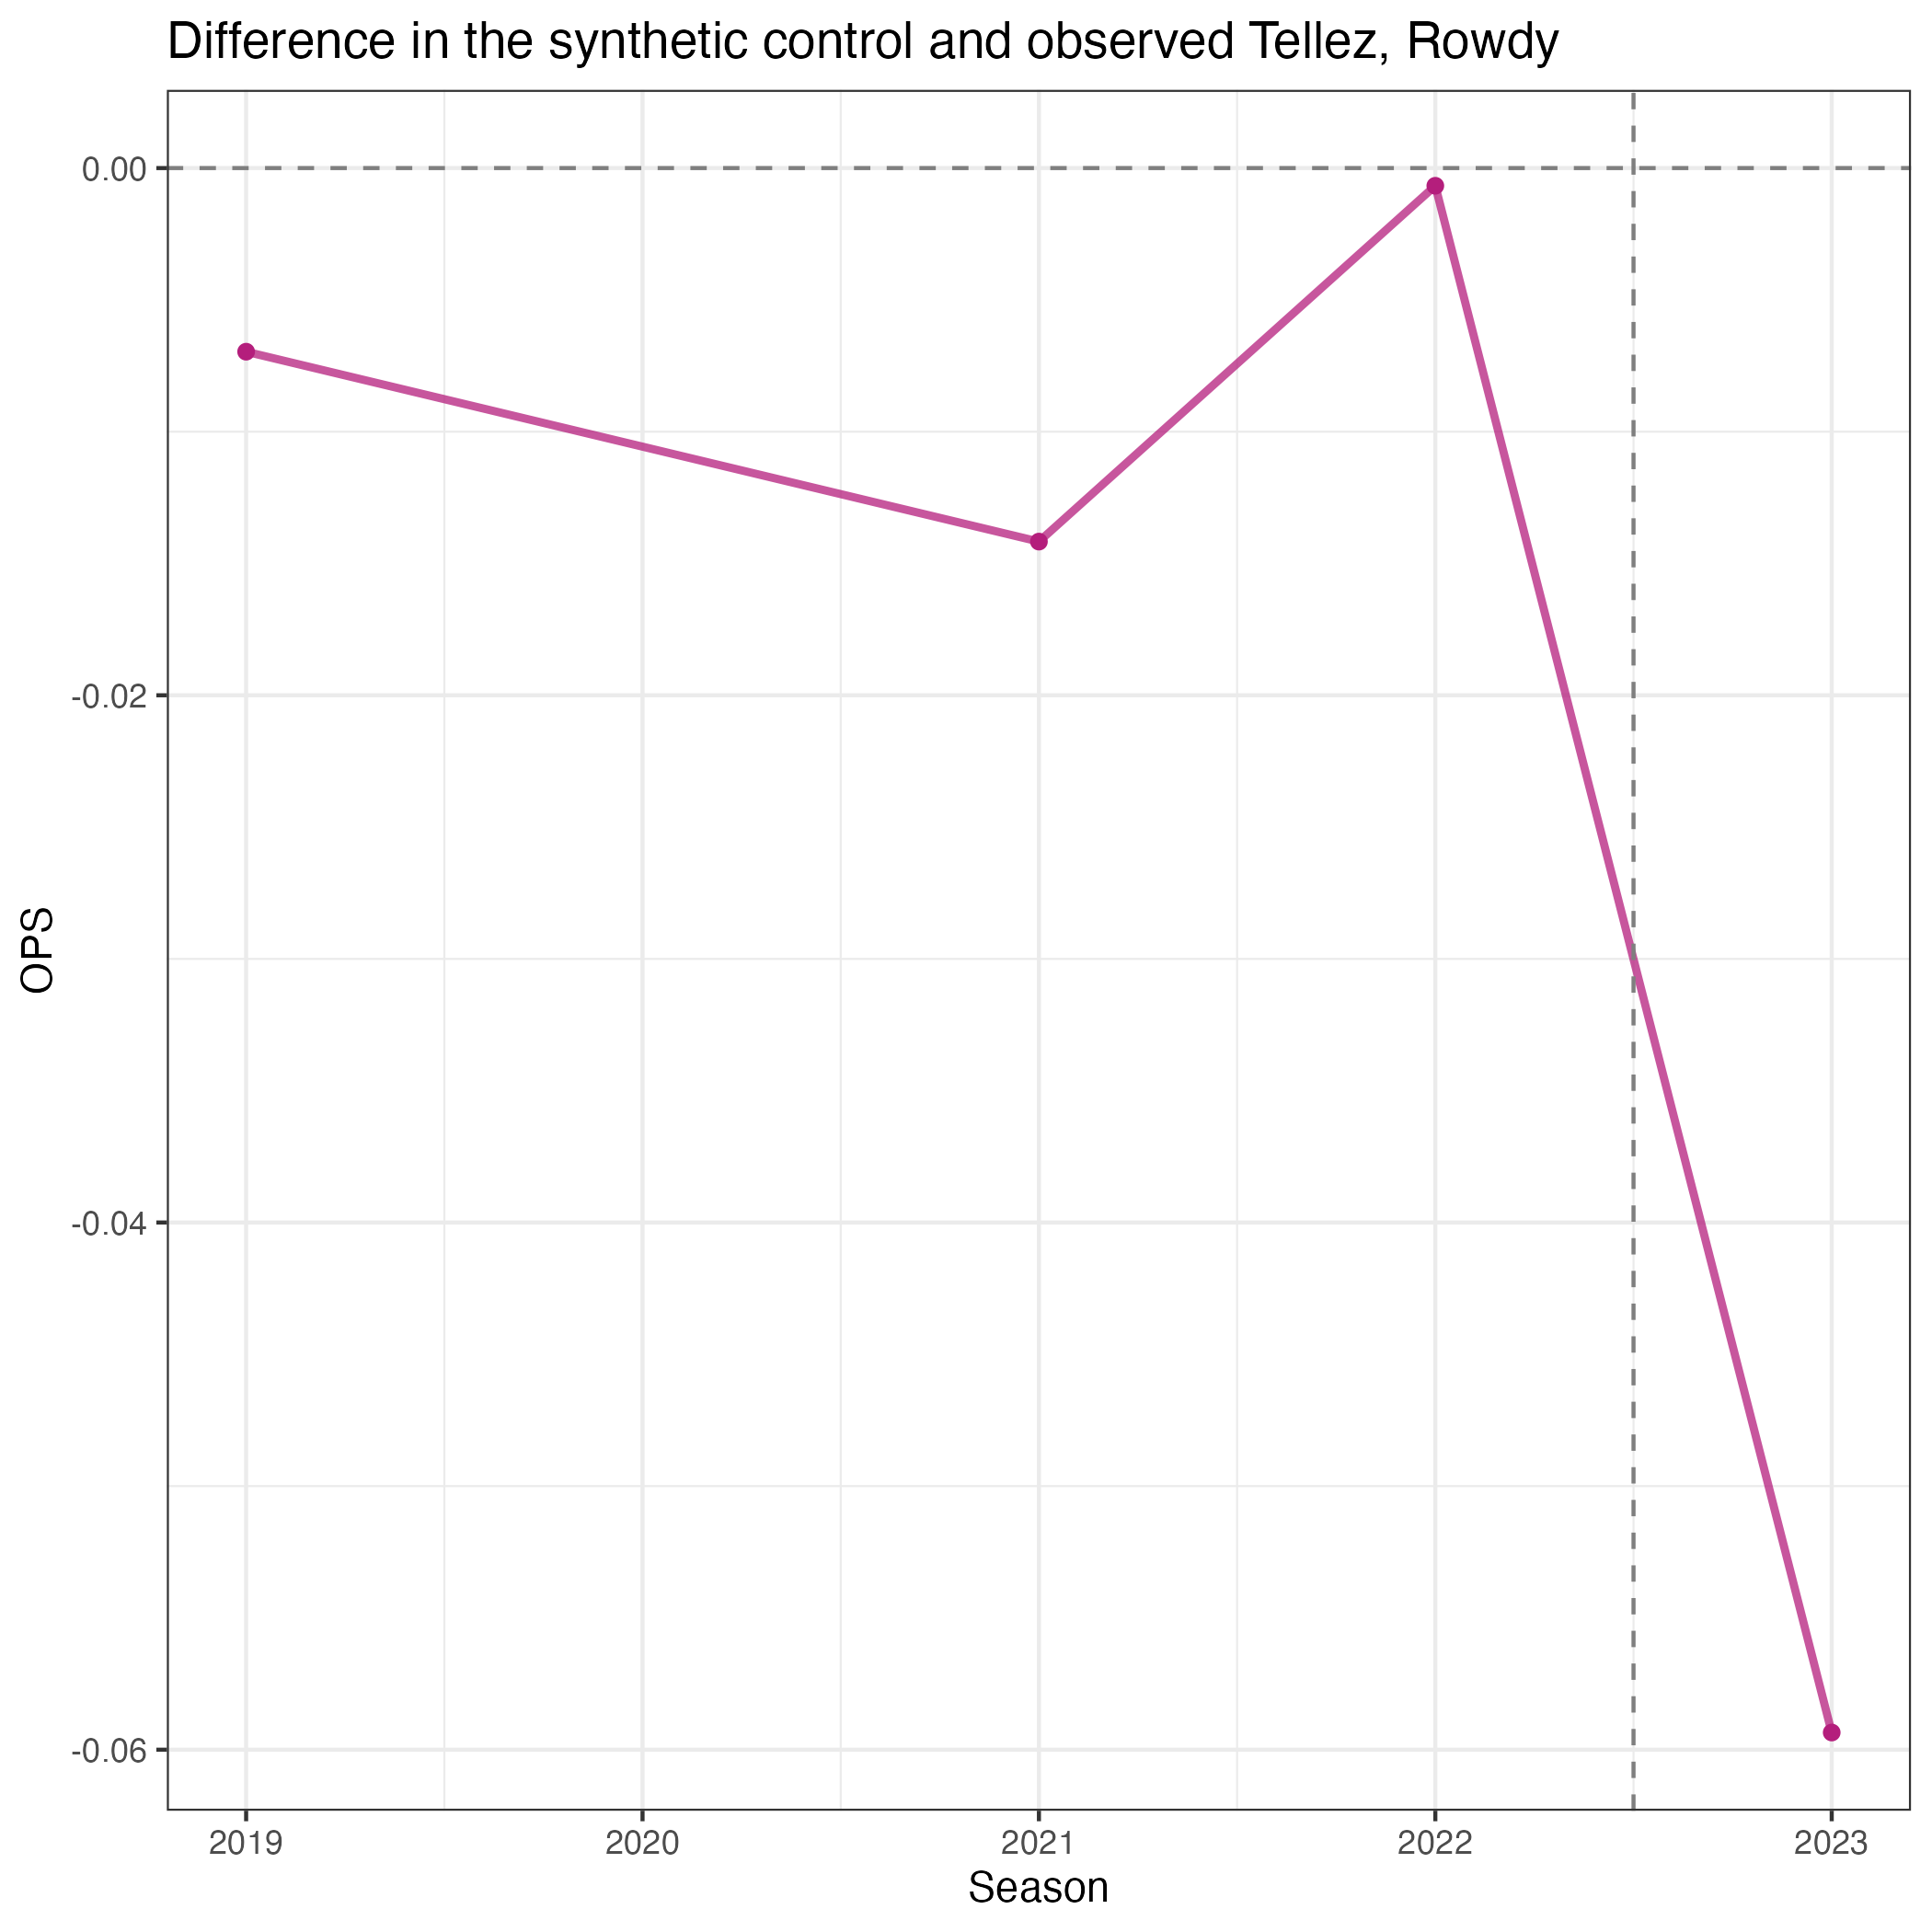 Difference in the synthetic control and observed Tellez, Rowdy
0.00
-0.02
-0.04
-0.06
OPS
2019 2020 2021 2022 2023
Season